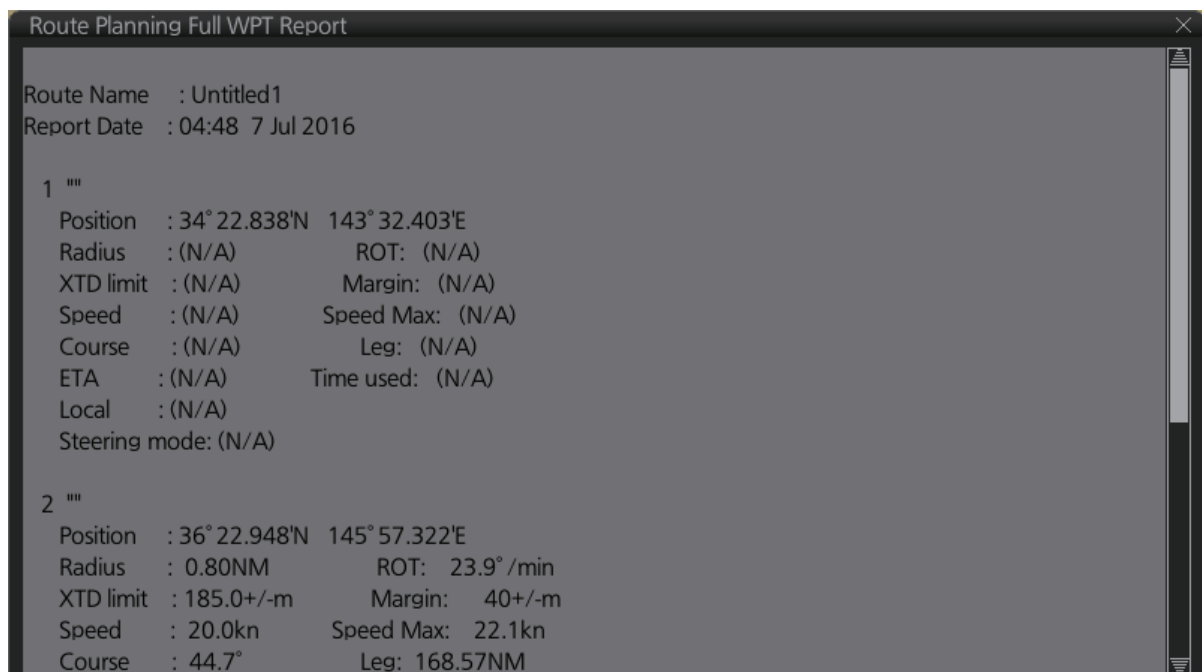 Route Planning Full WPT Report
Route Name : Untitled1
Report Date : 04:48 7 Jul 2016
1 ""
Position : 34° 22.838'N 143° 32.403'E
Radius : (N/A) ROT: (N/A)
XTD limit : (N/A) Margin: (N/A)
Speed : (N/A) Speed Max: (N/A)
Course : (N/A) Leg: (N/A)
ETA : (N/A) Time used: (N/A)
Local : (N/A)
Steering mode: (N/A)
2 ""
Position : 36° 22.948'N 145° 57.322'E
Radius : 0.80NM ROT: 23.9°/min
XTD limit : 185.0+/-m Margin: 40+/-m
Speed : 20.0kn Speed Max: 22.1kn
Course : 44.7° Leg: 168.57NM